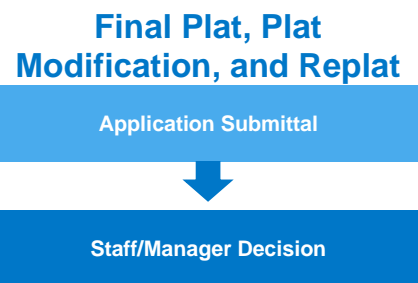 Final Plat, Plat
Modification, and Replat
Application Submittal
Staff/Manager Decision